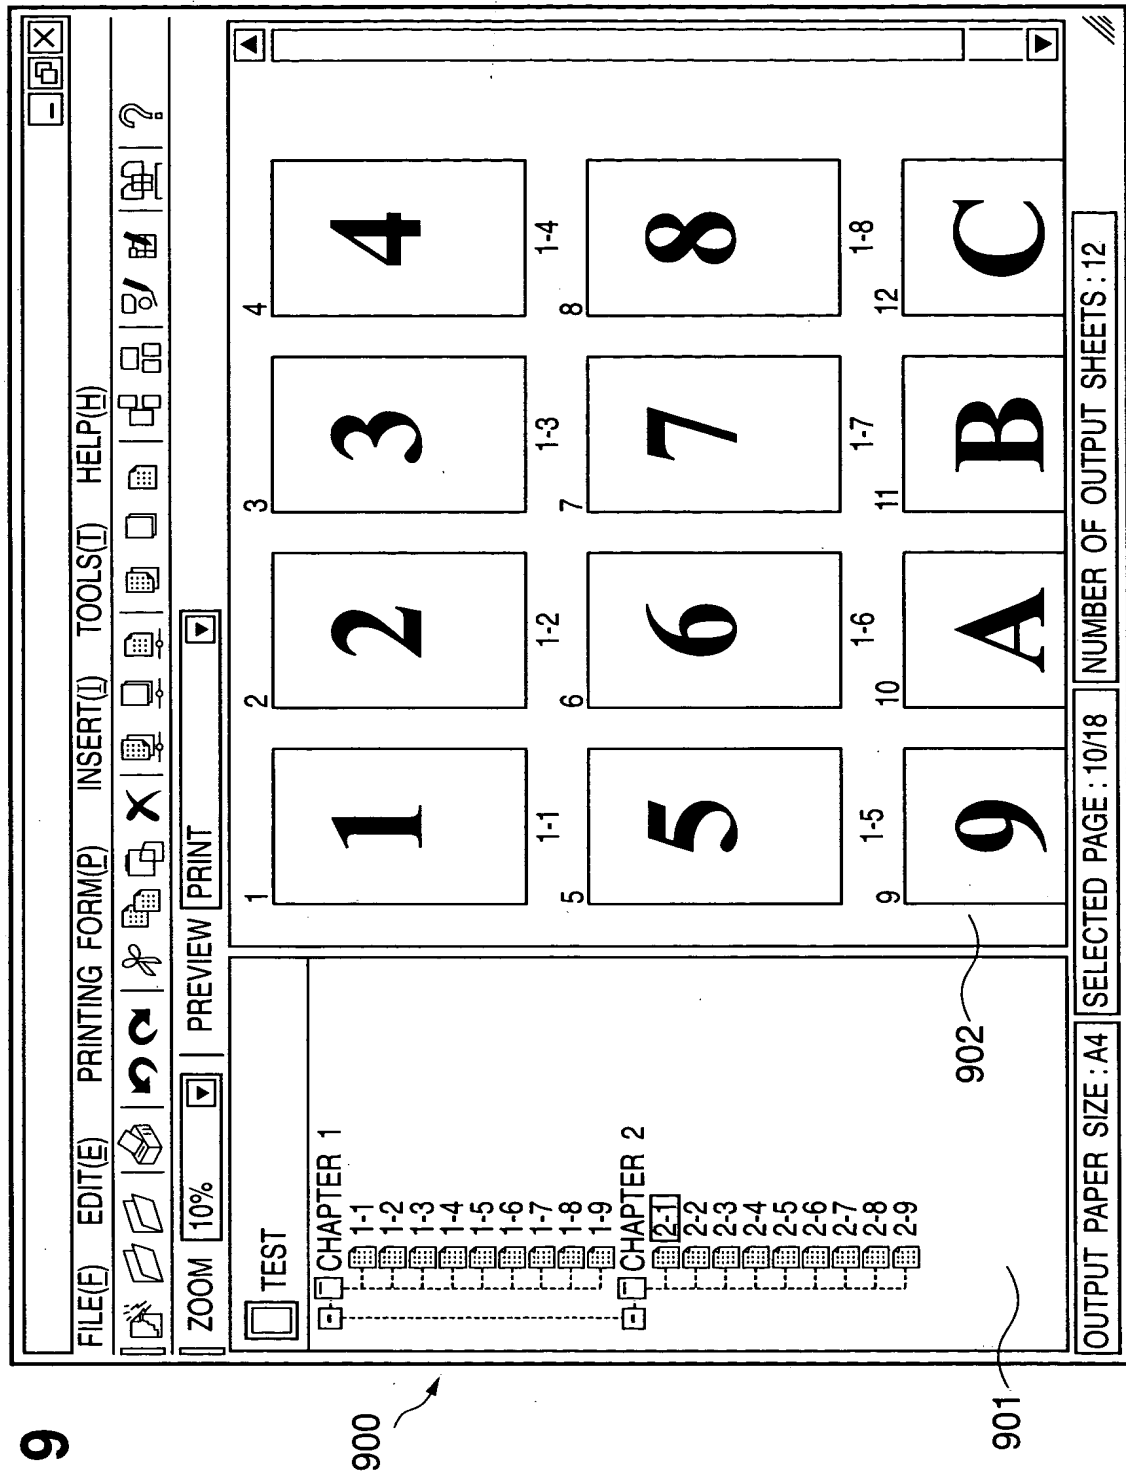 9
900
FILE(F) EDIT(E) PRINTING FORM(P) INSERT(I) TOOLS(T) HELP(H)
?
ZOOM 10% PREVIEW PRINT
TEST
CHAPTER 1
1-1
1-2
1-3
1-4
1-5
1-6
1-7
1-8
1-9
CHAPTER 2
2-1
2-2
2-3
2-4
2-5
2-6
2-7
2-8
2-9
901
1 2 3 4
1 2 3 4
1-1 1-2 1-3 1-4
5 6 7 8
5 6 7 8
1-5 1-6 1-7 1-8
9 10 11 12
9 A B C
902
OUTPUT PAPER SIZE : A4 SELECTED PAGE : 10/18 NUMBER OF OUTPUT SHEETS : 12